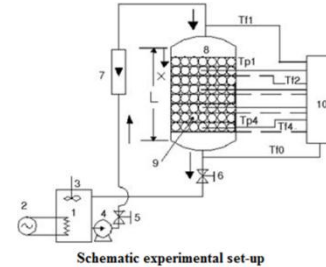 Tf1
8
Tp1
7
X
Tf2
L
10
Tp4
Tf4
9
Tf0
6
3
2
1
4
5
Schematic experimental set-up